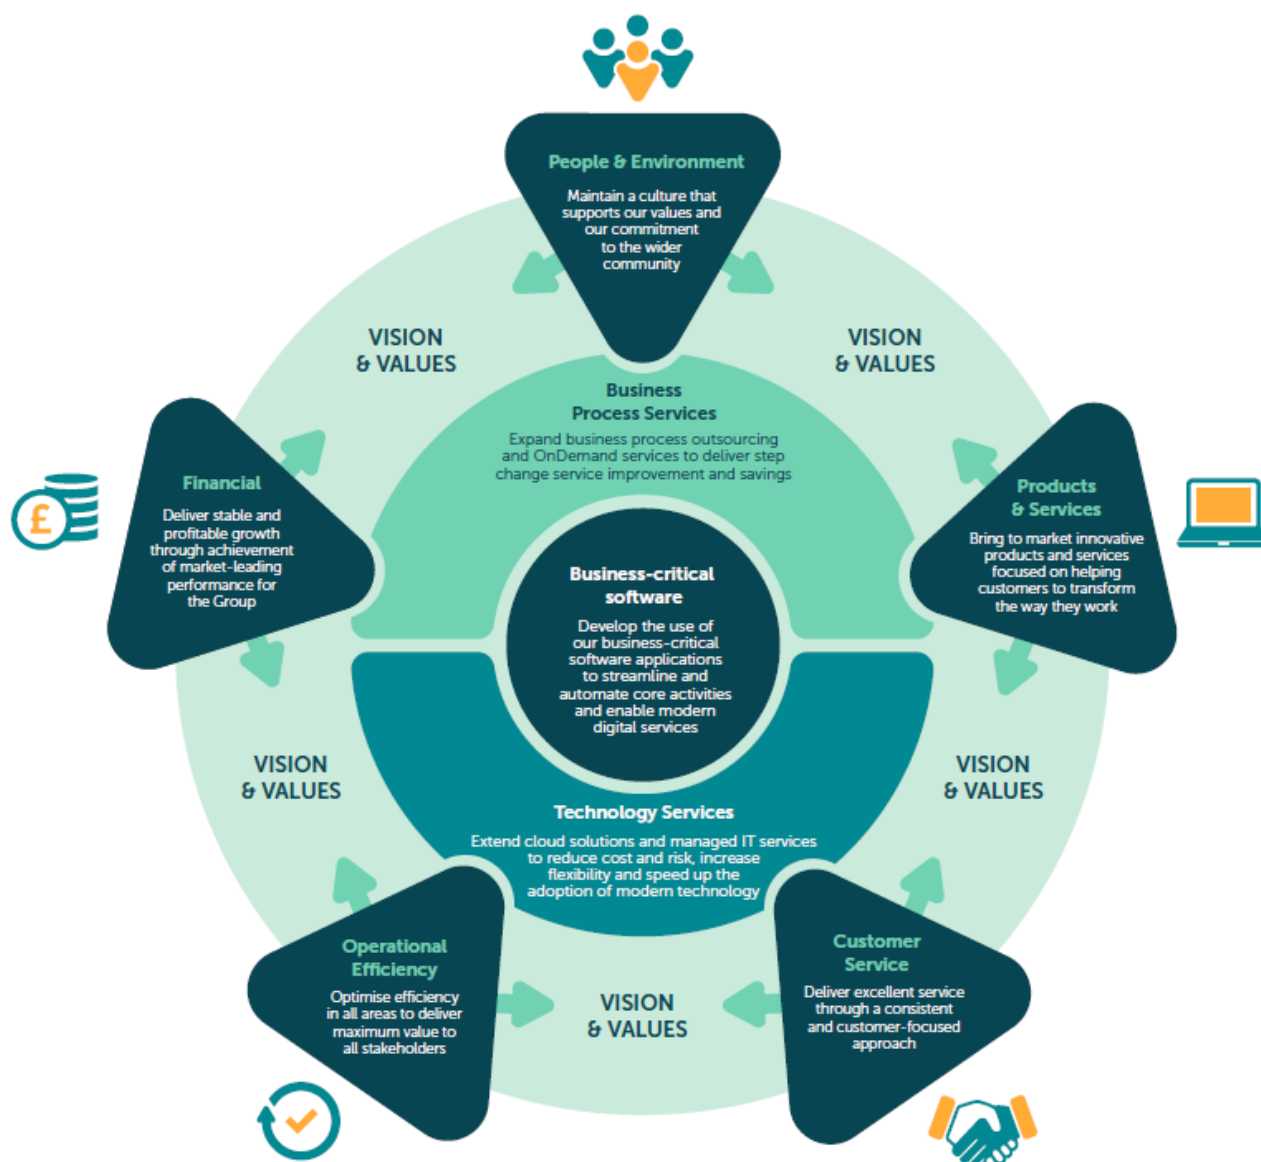 People & Environment
Maintain a culture that
supports our values and
our commitment
to the wider
community
VISION
& VALUES
VISION
& VALUES
Business
Process Services
Expand business process outsourcing
and OnDemand services to deliver step
change service improvement and savings
Financial
Deliver stable and
profitable growth
through achievement
of market-leading
performance for
the Group
£
Products
& Services
Bring to market innovative
products and services
focused on helping
customers to transform
the way they work
Business-critical
software
Develop the use of
our business-critical
software applications
to streamline and
automate core activities
and enable modern
digital services
VISION
& VALUES
VISION
& VALUES
Technology Services
Extend cloud solutions and managed IT services
to reduce cost and risk, increase
flexibility and speed up the
adoption of modern technology
Operational
Efficiency
Optimise efficiency
in all areas to deliver
maximum value to
all stakeholders
VISION
& VALUES
Customer
Service
Deliver excellent service
through a consistent
and customer-focused
approach